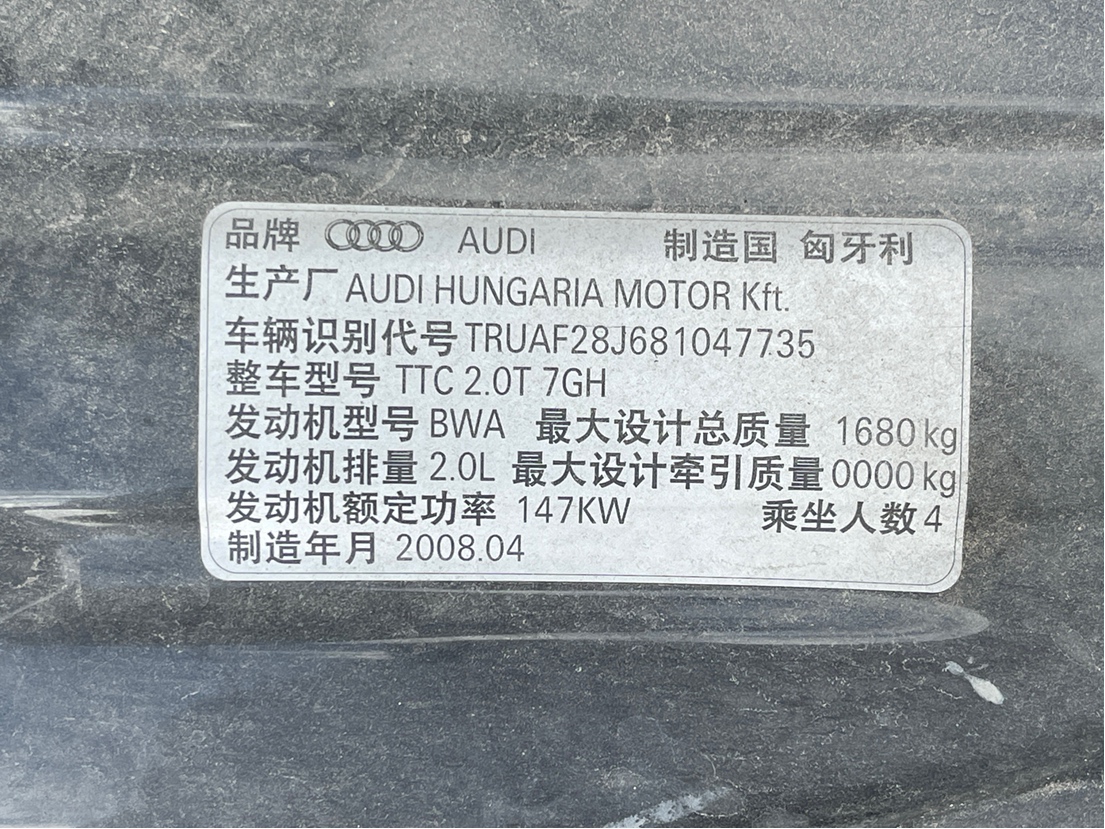 品牌 AUDI 制造国 匈牙利
生产厂 AUDI HUNGARIA MOTOR Kft.
车辆识别代号 TRUAF28J681047735
整车型号 TTC 2.0T 7GH
发动机型号 BWA 最大设计总质量 1680 kg
发动机排量 2.0L 最大设计牵引质量 0000 kg
发动机额定功率 147KW 乘坐人数 4
制造年月 2008.04